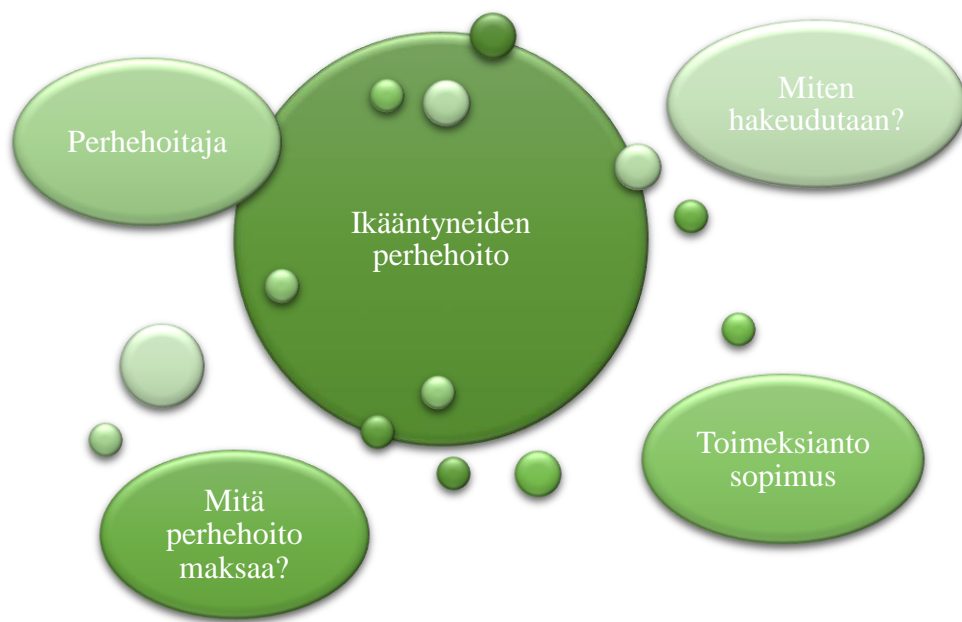 Perhehoitaja
Miten
hakeudutaan?
Ikääntyneiden
perhehoito
Toimeksianto
sopimus
Mitä
perhehoito
maksaa?